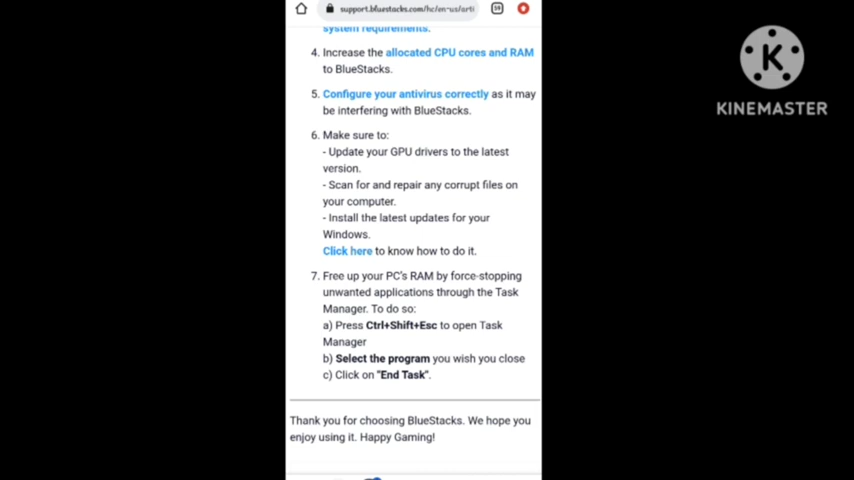 support.bluestacks.com/hc/en-us/arti
59
system requirements.
4. Increase the allocated CPU cores and RAM
to BlueStacks.
5. Configure your antivirus correctly as it may
be interfering with BlueStacks.
6. Make sure to:
- Update your GPU drivers to the latest
version.
- Scan for and repair any corrupt files on
your computer.
- Install the latest updates for your
Windows.
Click here to know how to do it.
7. Free up your PC's RAM by force-stopping
unwanted applications through the Task
Manager. To do so:
a) Press Ctrl+Shift+Esc to open Task
Manager
b) Select the program you wish you close
c) Click on "End Task".
Thank you for choosing BlueStacks. We hope you
enjoy using it. Happy Gaming!
K
KINEMASTER